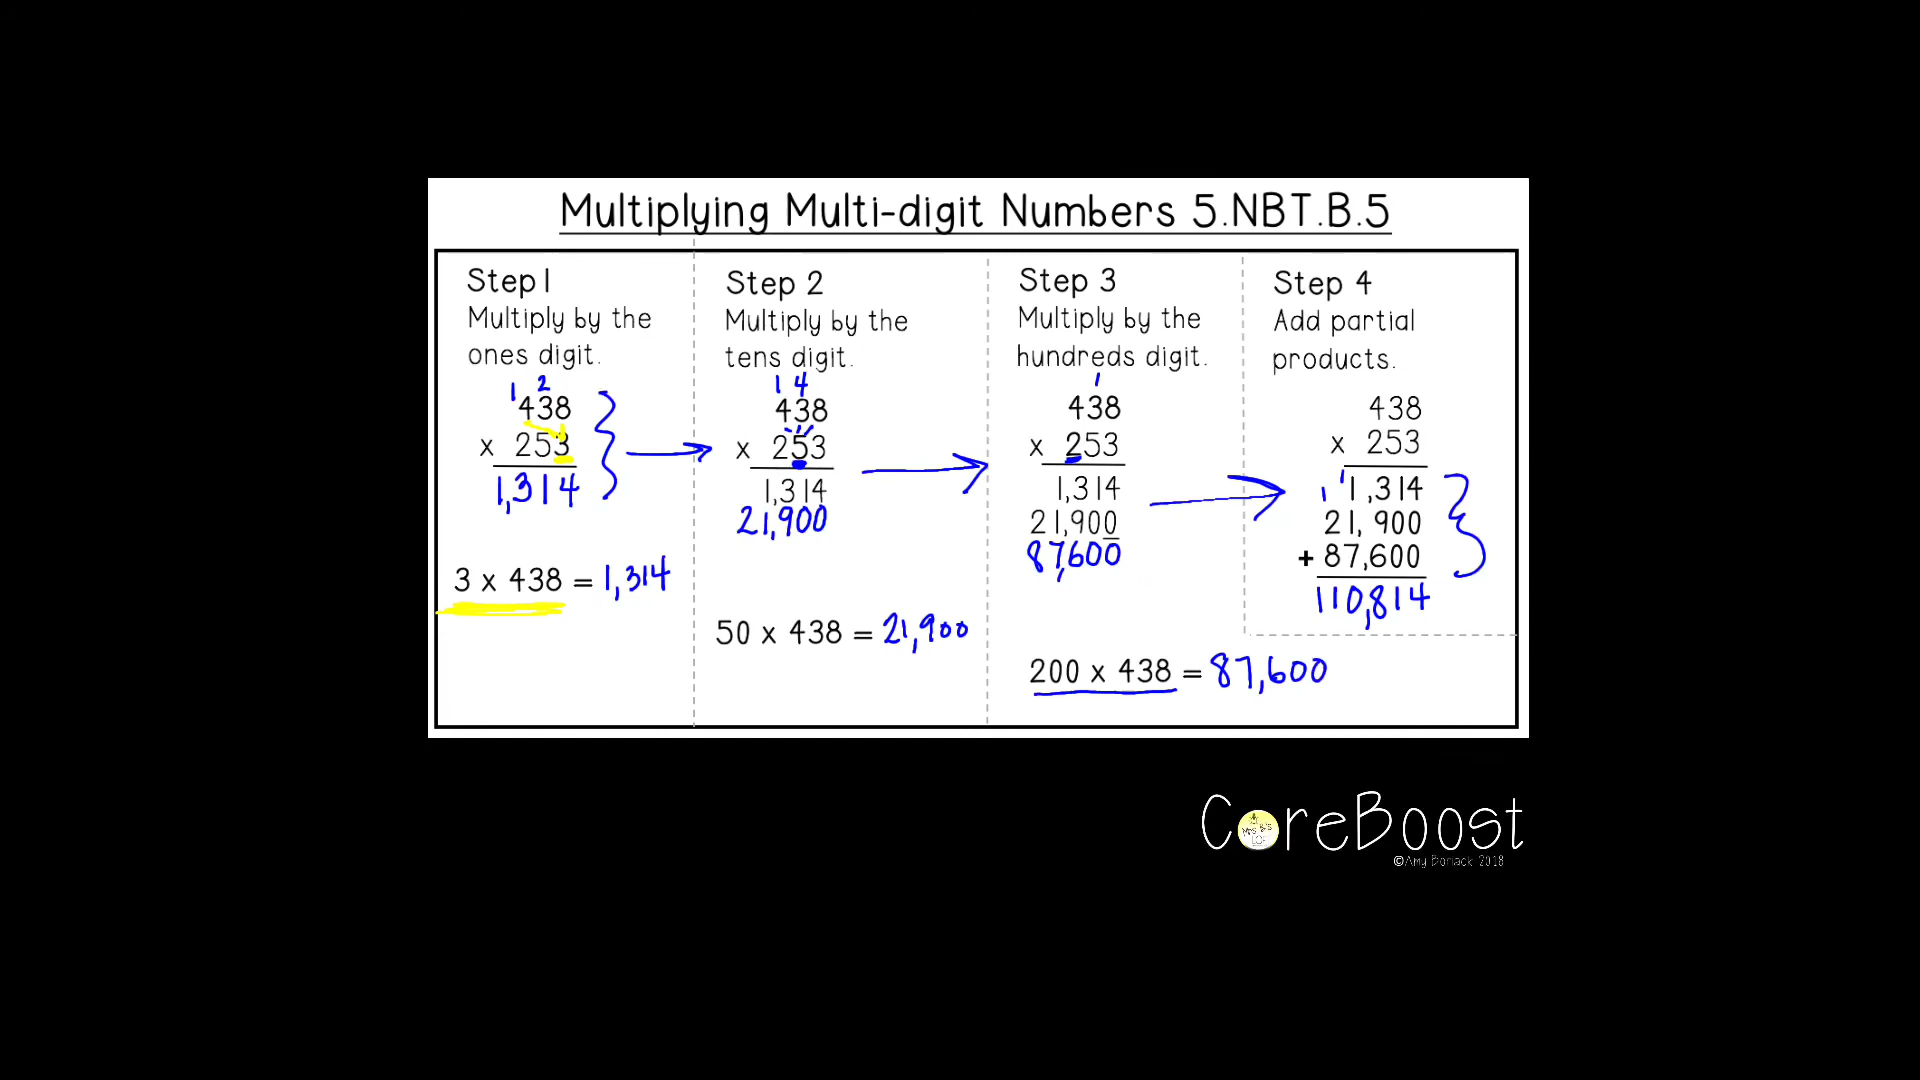 Multiplying Multi-digit Numbers 5.NBT.B.5
Step 1
Multiply by the
ones digit.
1 2
438
x 253
1,314
3 x 438 = 1,314
Step 2
Multiply by the
tens digit.
1 4
438
x 253
1,314
21,900
50 x 438 = 21,900
Step 3
Multiply by the
hundreds digit.
1
438
x 253
1,314
21,900
87,600
200 x 438 = 87,600
Step 4
Add partial
products.
438
x 253
1 1
1,314
21,900
+ 87,600
110,814
CoreBoost
©Amy Boriack 2018